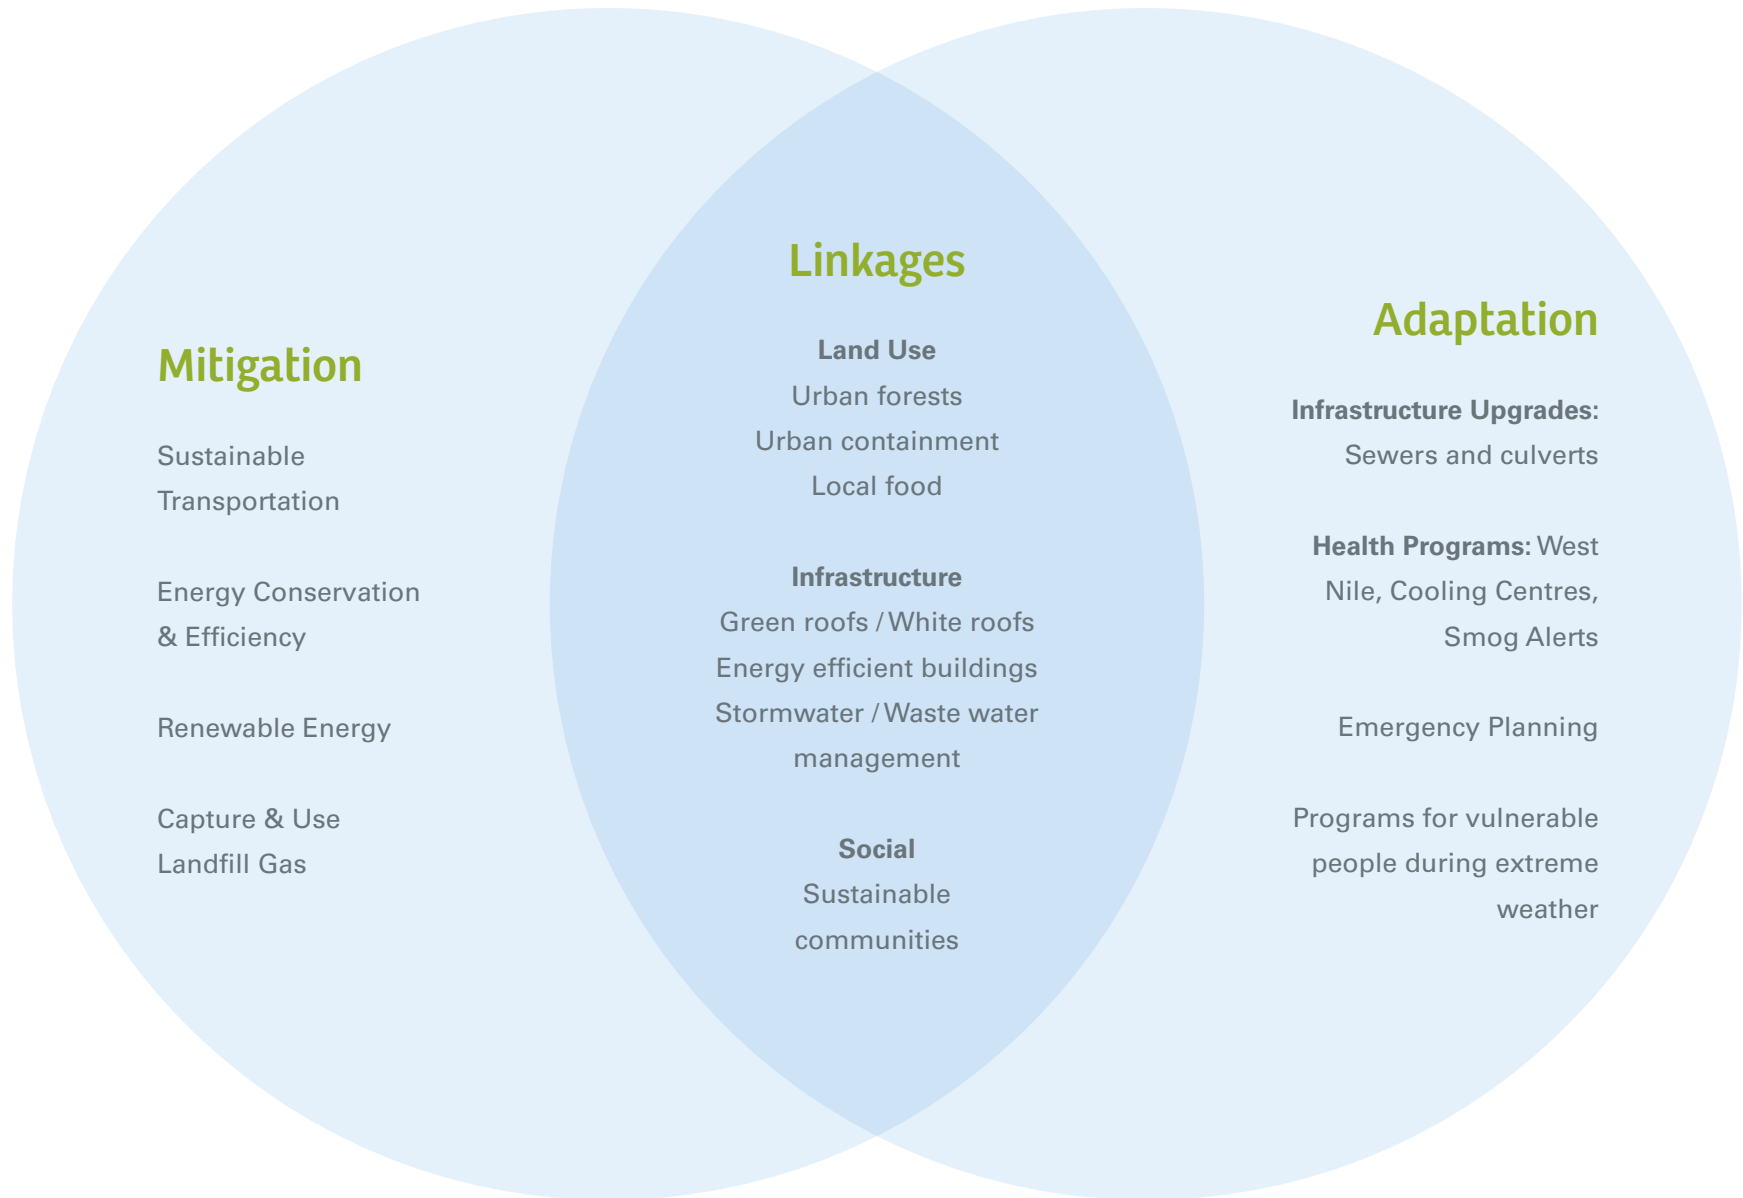 Mitigation
Sustainable
Transportation
Energy Conservation
& Efficiency
Renewable Energy
Capture & Use
Landfill Gas
Linkages
Land Use
Urban forests
Urban containment
Local food
Infrastructure
Green roofs / White roofs
Energy efficient buildings
Stormwater / Waste water
management
Social
Sustainable
communities
Adaptation
Infrastructure Upgrades:
Sewers and culverts
Health Programs: West
Nile, Cooling Centres,
Smog Alerts
Emergency Planning
Programs for vulnerable
people during extreme
weather